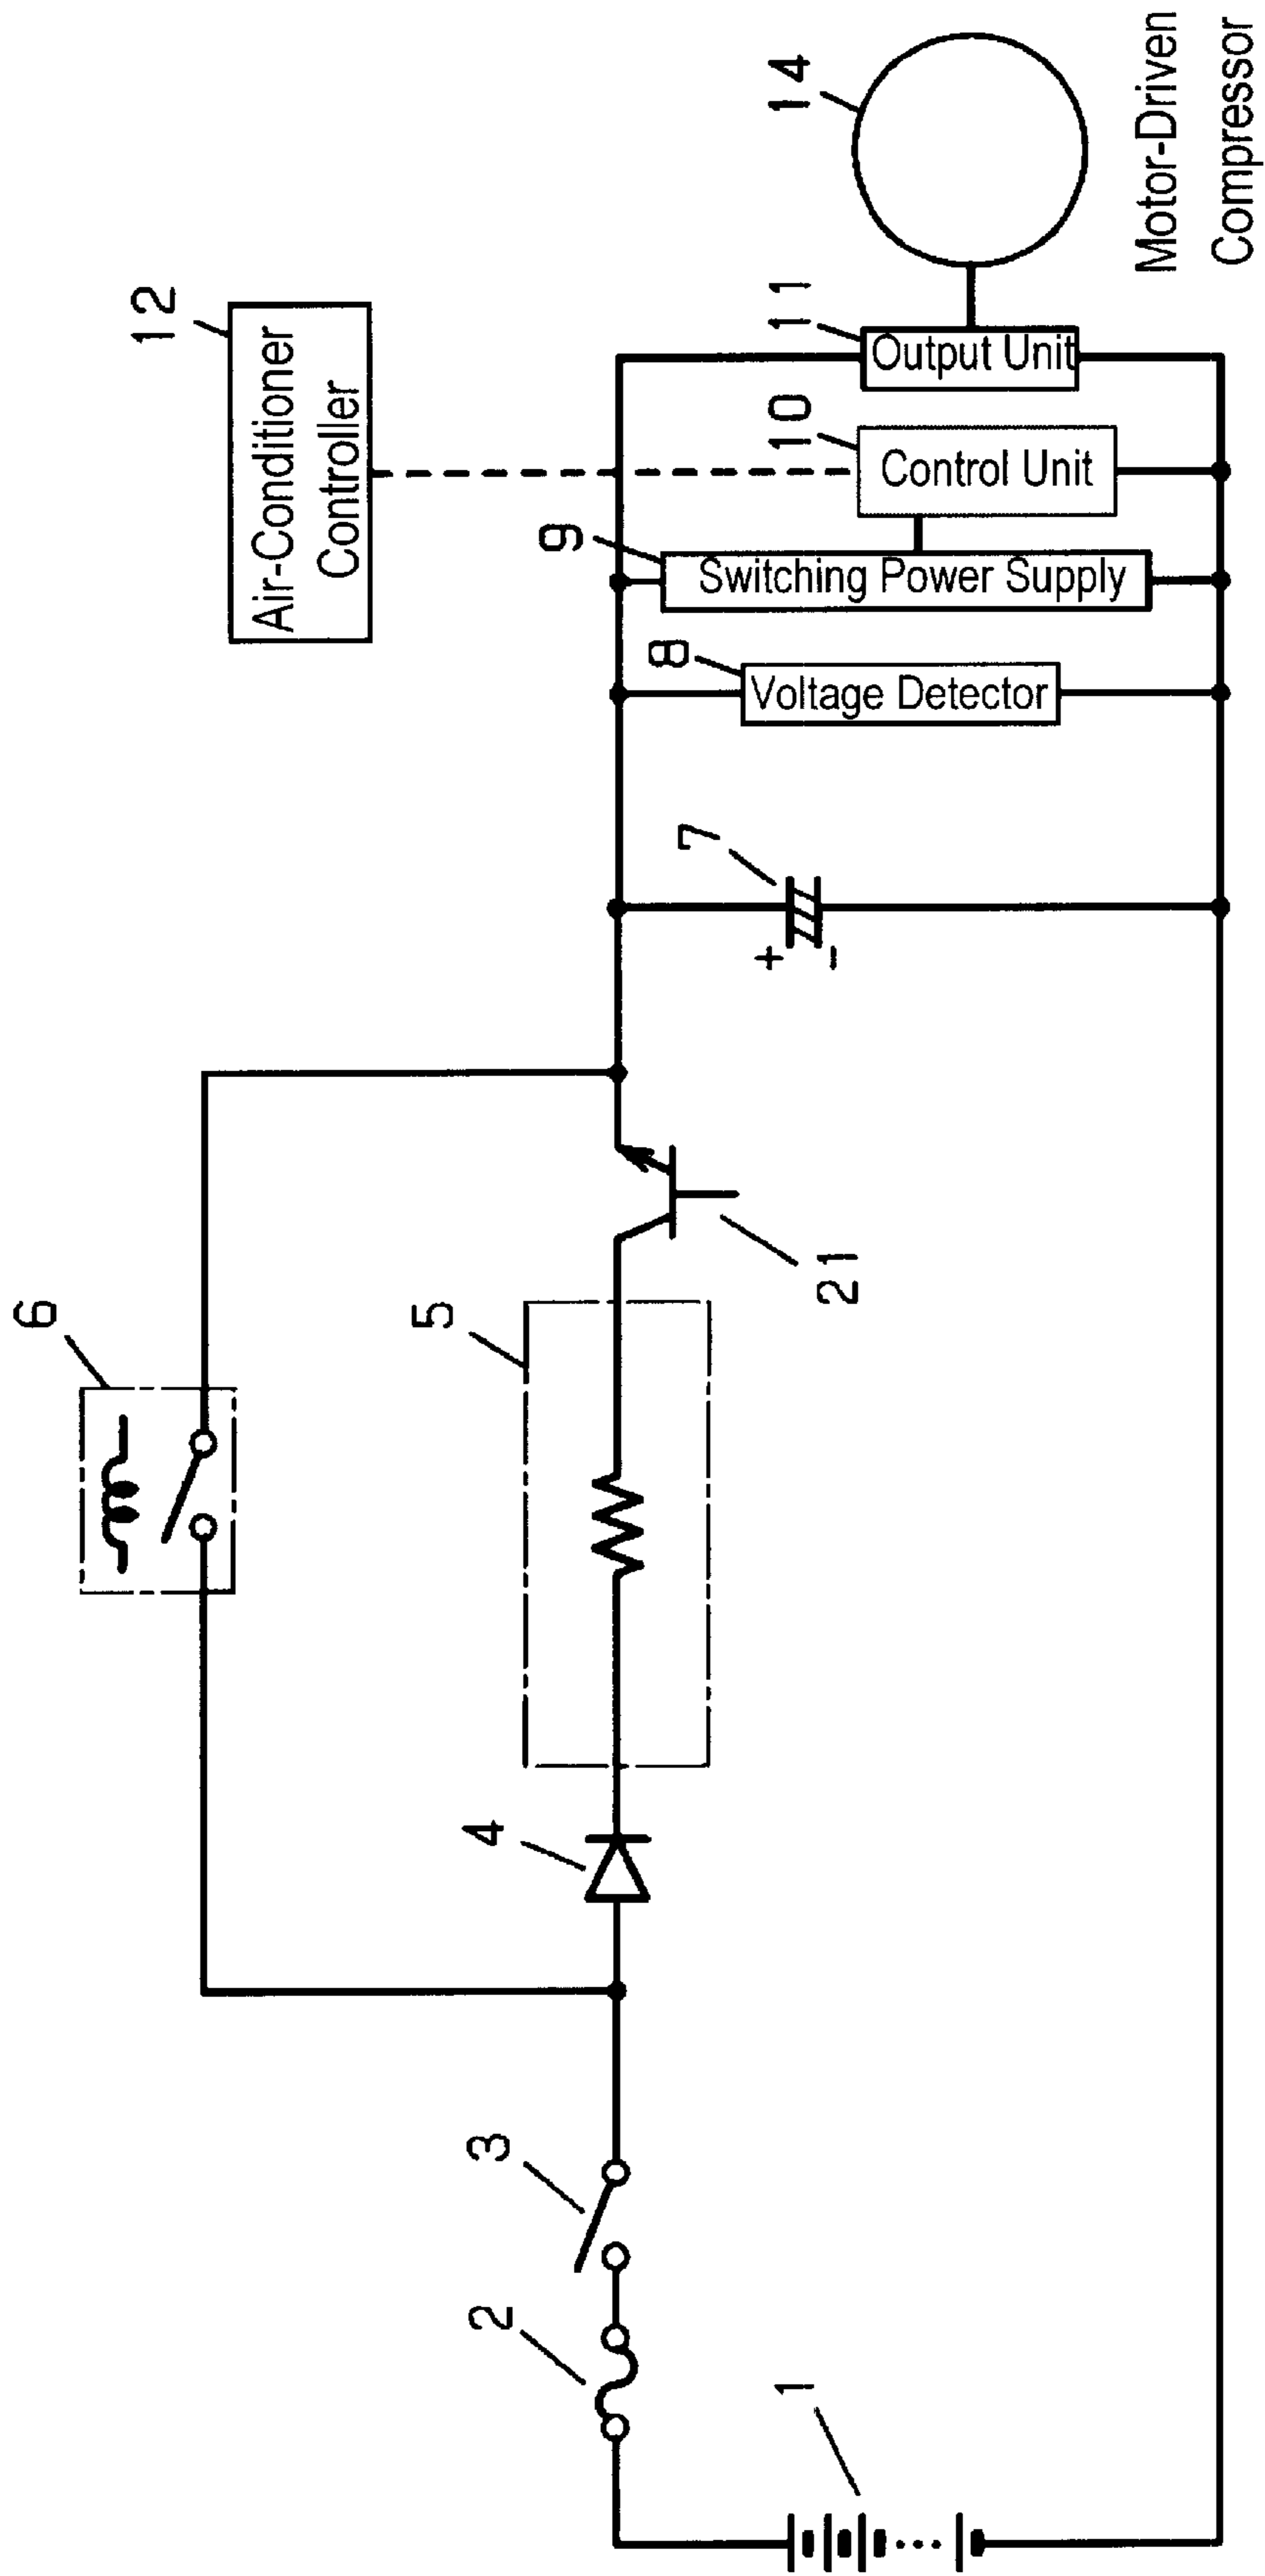 12
Air-Conditioner
Controller
6
5
4
3
2
1
21
7
+
-
8
Voltage Detector
9
Switching Power Supply
10
Control Unit
11
Output Unit
14
Motor-Driven
Compressor